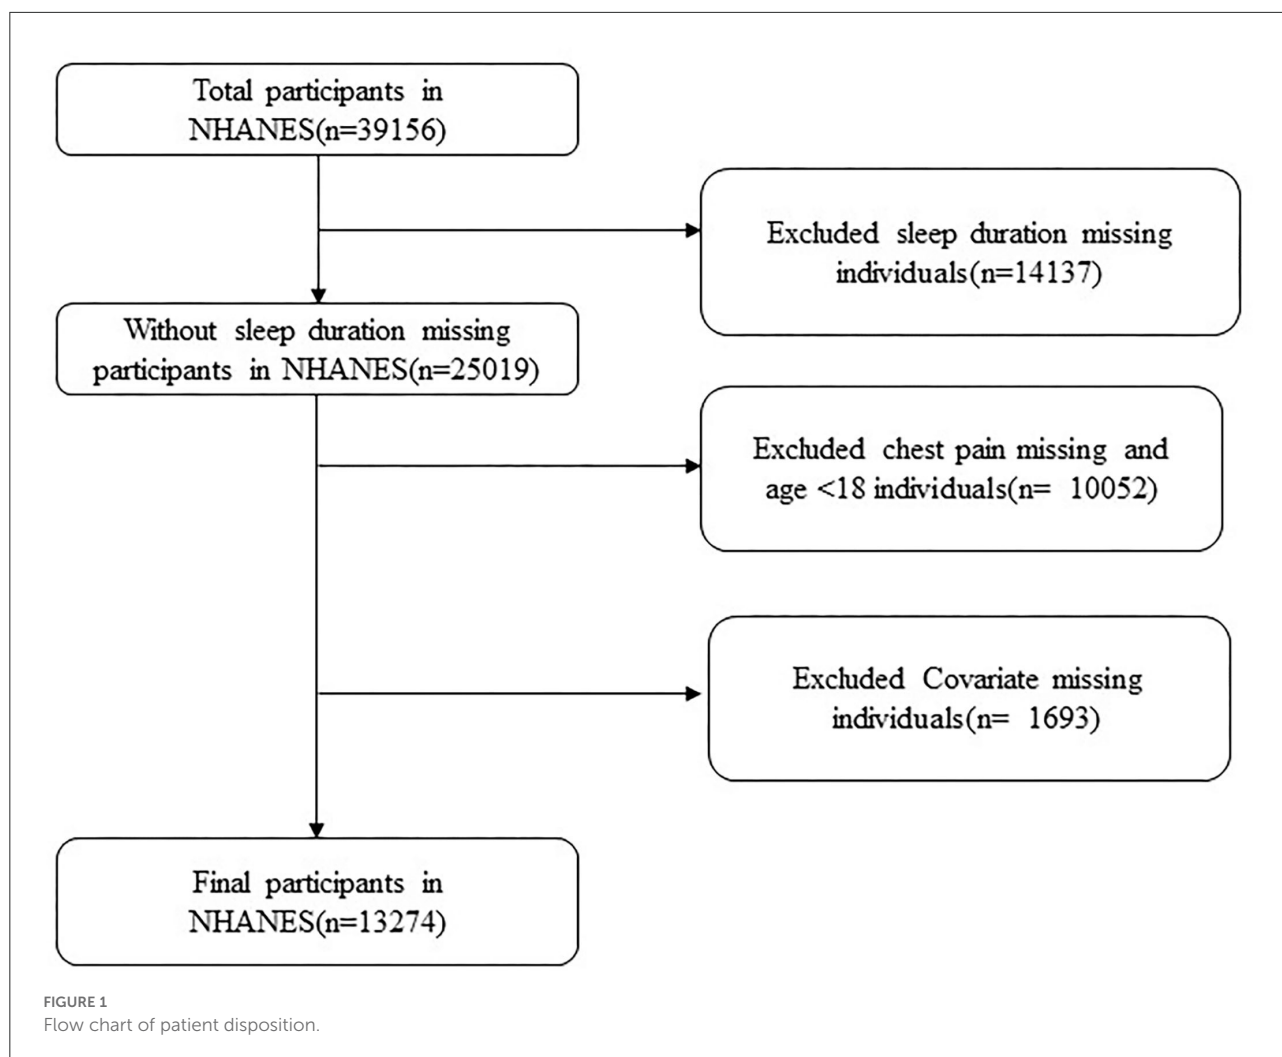 Total participants in
NHANES(n=39156)
Excluded sleep duration missing
individuals(n=14137)
Without sleep duration missing
participants in NHANES(n=25019)
Excluded chest pain missing and
age <18 individuals(n= 10052)
Excluded Covariate missing
individuals(n= 1693)
Final participants in
NHANES(n=13274)
FIGURE 1
Flow chart of patient disposition.